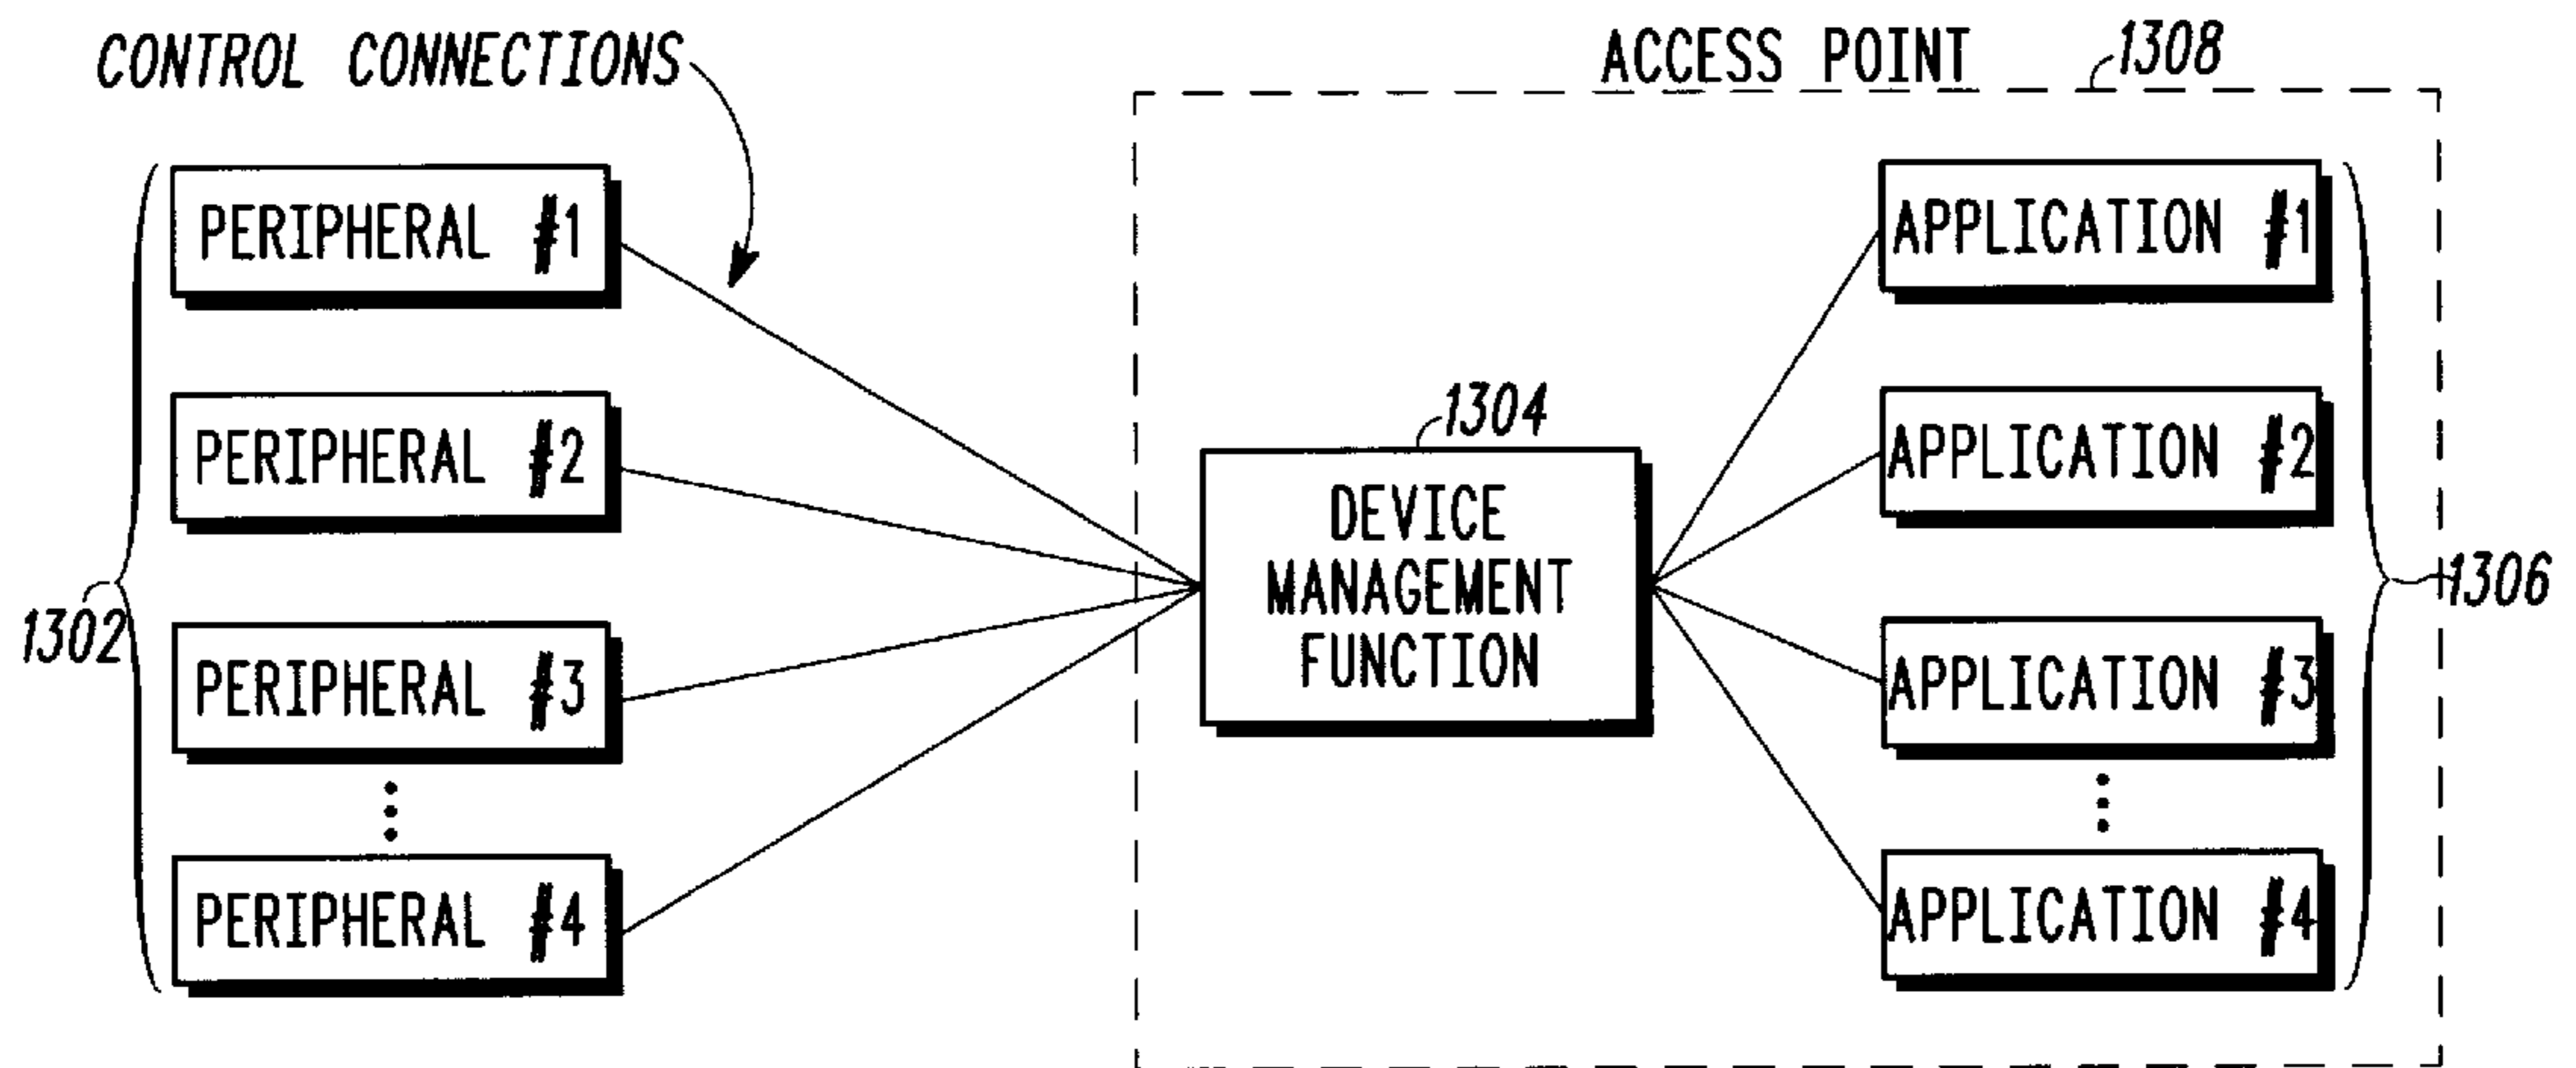 CONTROL CONNECTIONS
ACCESS POINT
1308
PERIPHERAL #1
PERIPHERAL #2
PERIPHERAL #3
PERIPHERAL #4
1302
1304
DEVICE
MANAGEMENT
FUNCTION
APPLICATION #1
APPLICATION #2
APPLICATION #3
APPLICATION #4
1306